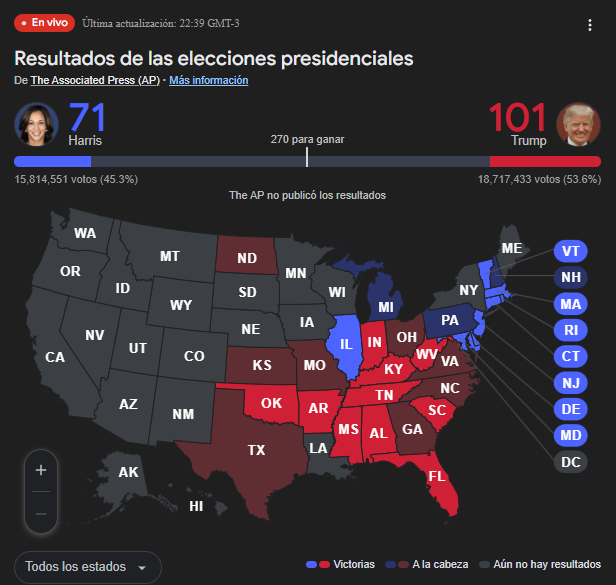 En vivo
Última actualización: 22:39 GMT-3
Resultados de las elecciones presidenciales
De The Associated Press (AP) · Más información
71
101
Harris
270 para ganar
Trump
15,814,551 votos (45.3%)
18,717,433 votos (53.6%)
The AP no publicó los resultados
WA
MT
ND
MN
ME
VT
OR
ID
SD
WI
NY
NH
WY
MI
MA
NV
NE
IA
PA
RI
CA
UT
CO
IL
IN
OH
CT
KS
MO
WV
VA
KY
NJ
AZ
NM
OK
AR
TN
NC
DE
SC
MS
AL
GA
MD
TX
LA
DC
AK
FL
HI
+
−
Todos los estados
Victorias
A la cabeza
Aún no hay resultados